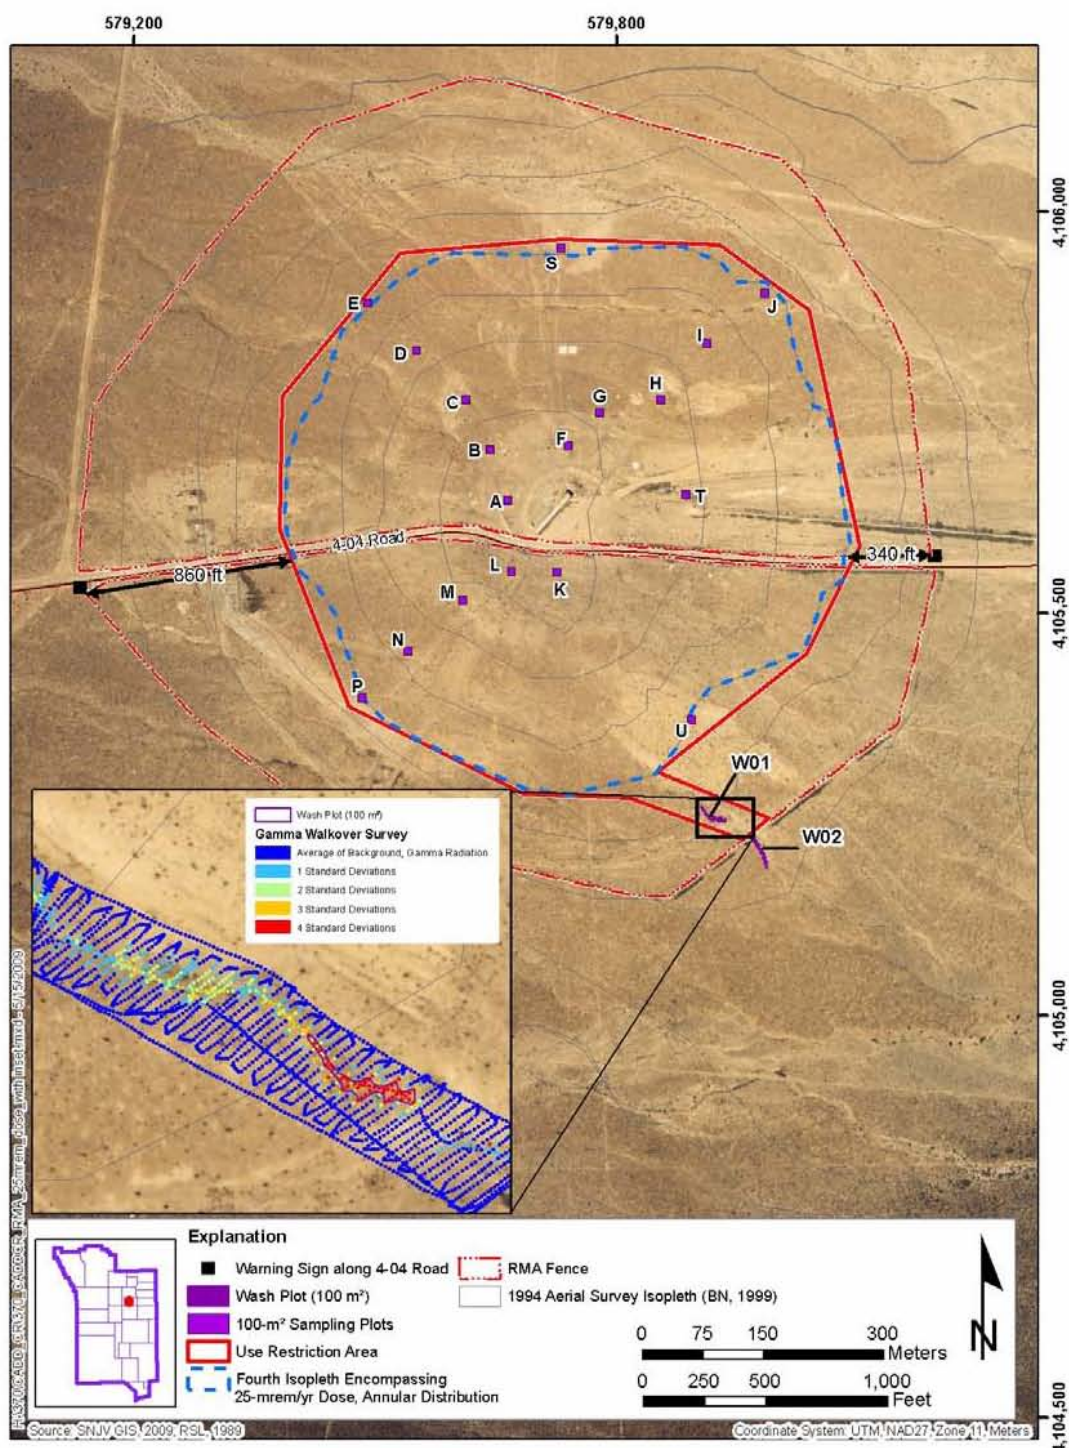 579,200
579,800
4,106,000
4,105,500
4,105,000
4,104,500
S
E
J
D
I
C
H
G
B
F
A
T
4-04 Road
860 ft
340 ft
L
K
M
N
P
U
W01
W02
Wash Plot (100 m²)
Gamma Walkover Survey
Average of Background, Gamma Radiation
1 Standard Deviations
2 Standard Deviations
3 Standard Deviations
4 Standard Deviations
Explanation
Warning Sign along 4-04 Road
Wash Plot (100 m²)
100-m² Sampling Plots
Use Restriction Area
Fourth Isopleth Encompassing
25-mrem/yr Dose, Annular Distribution
RMA Fence
1994 Aerial Survey Isopleth (BN, 1999)
0 75 150 300
Meters
0 250 500 1,000
Feet
N
Source: SNJV GIS, 2009; RSL, 1989
Coordinate System: UTM, NAD27, Zone 11, Meters